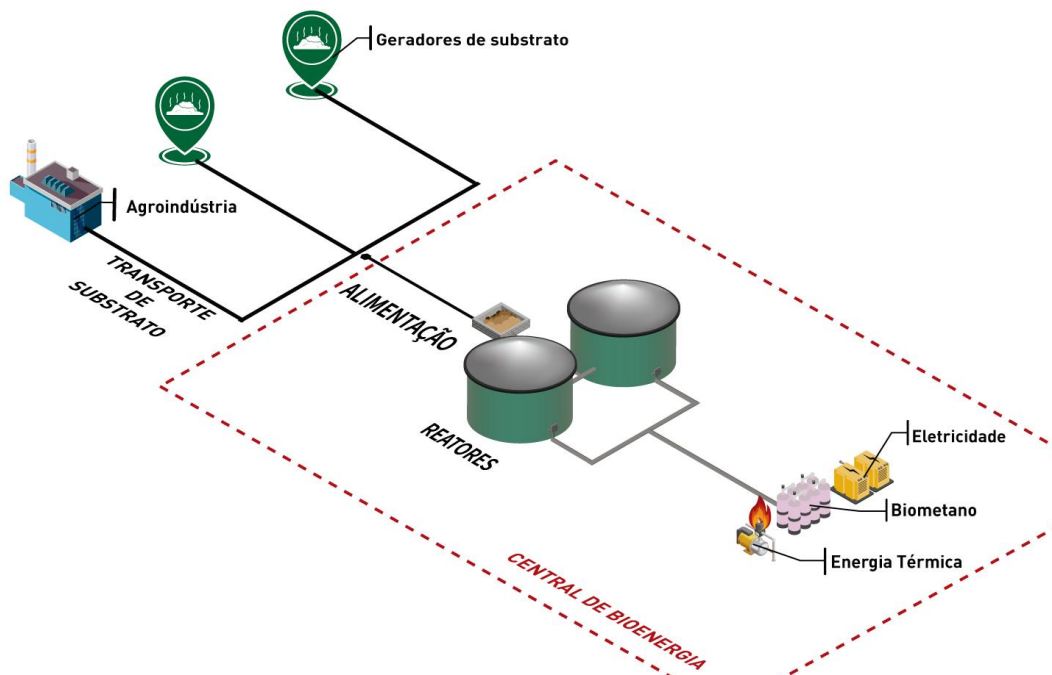 Geradores de substrato
Agroindústria
TRANSPORTE
DE
SUBSTRATO
ALIMENTAÇÃO
REATORES
Eletricidade
Biometano
Energia Térmica
CENTRAL DE BIOENERGIA